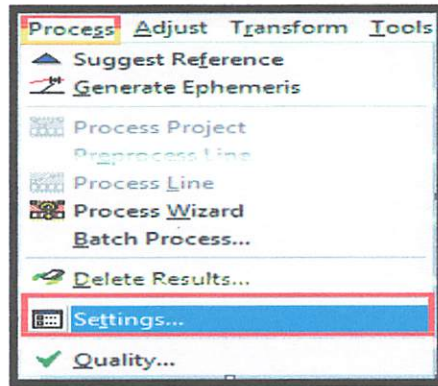 Process Adjust Transform Tools
Suggest Reference
Generate Ephemeris
Process Project
Preprocess Line
Process Line
Process Wizard
Batch Process...
Delete Results...
Settings...
Quality...